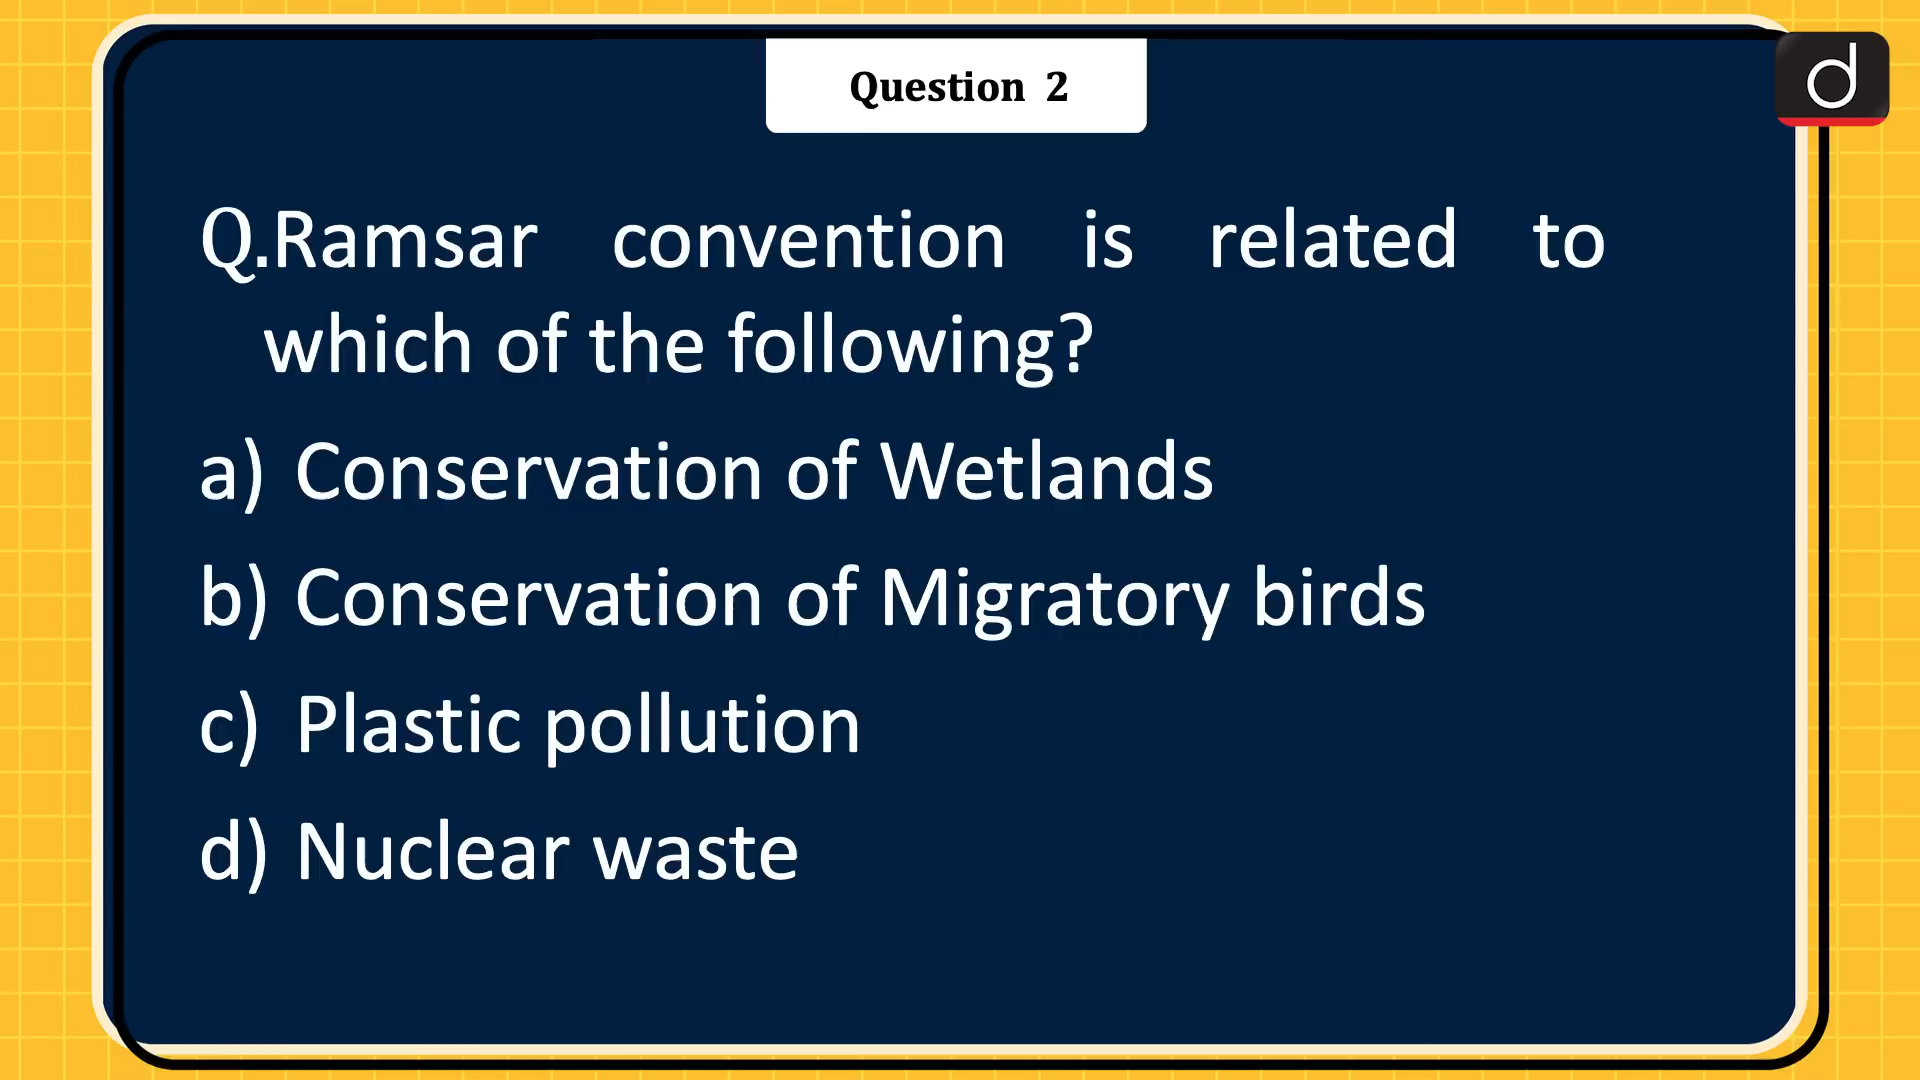 Question 2
d
Q.Ramsar convention is related to
which of the following?
a) Conservation of Wetlands
b) Conservation of Migratory birds
c) Plastic pollution
d) Nuclear waste